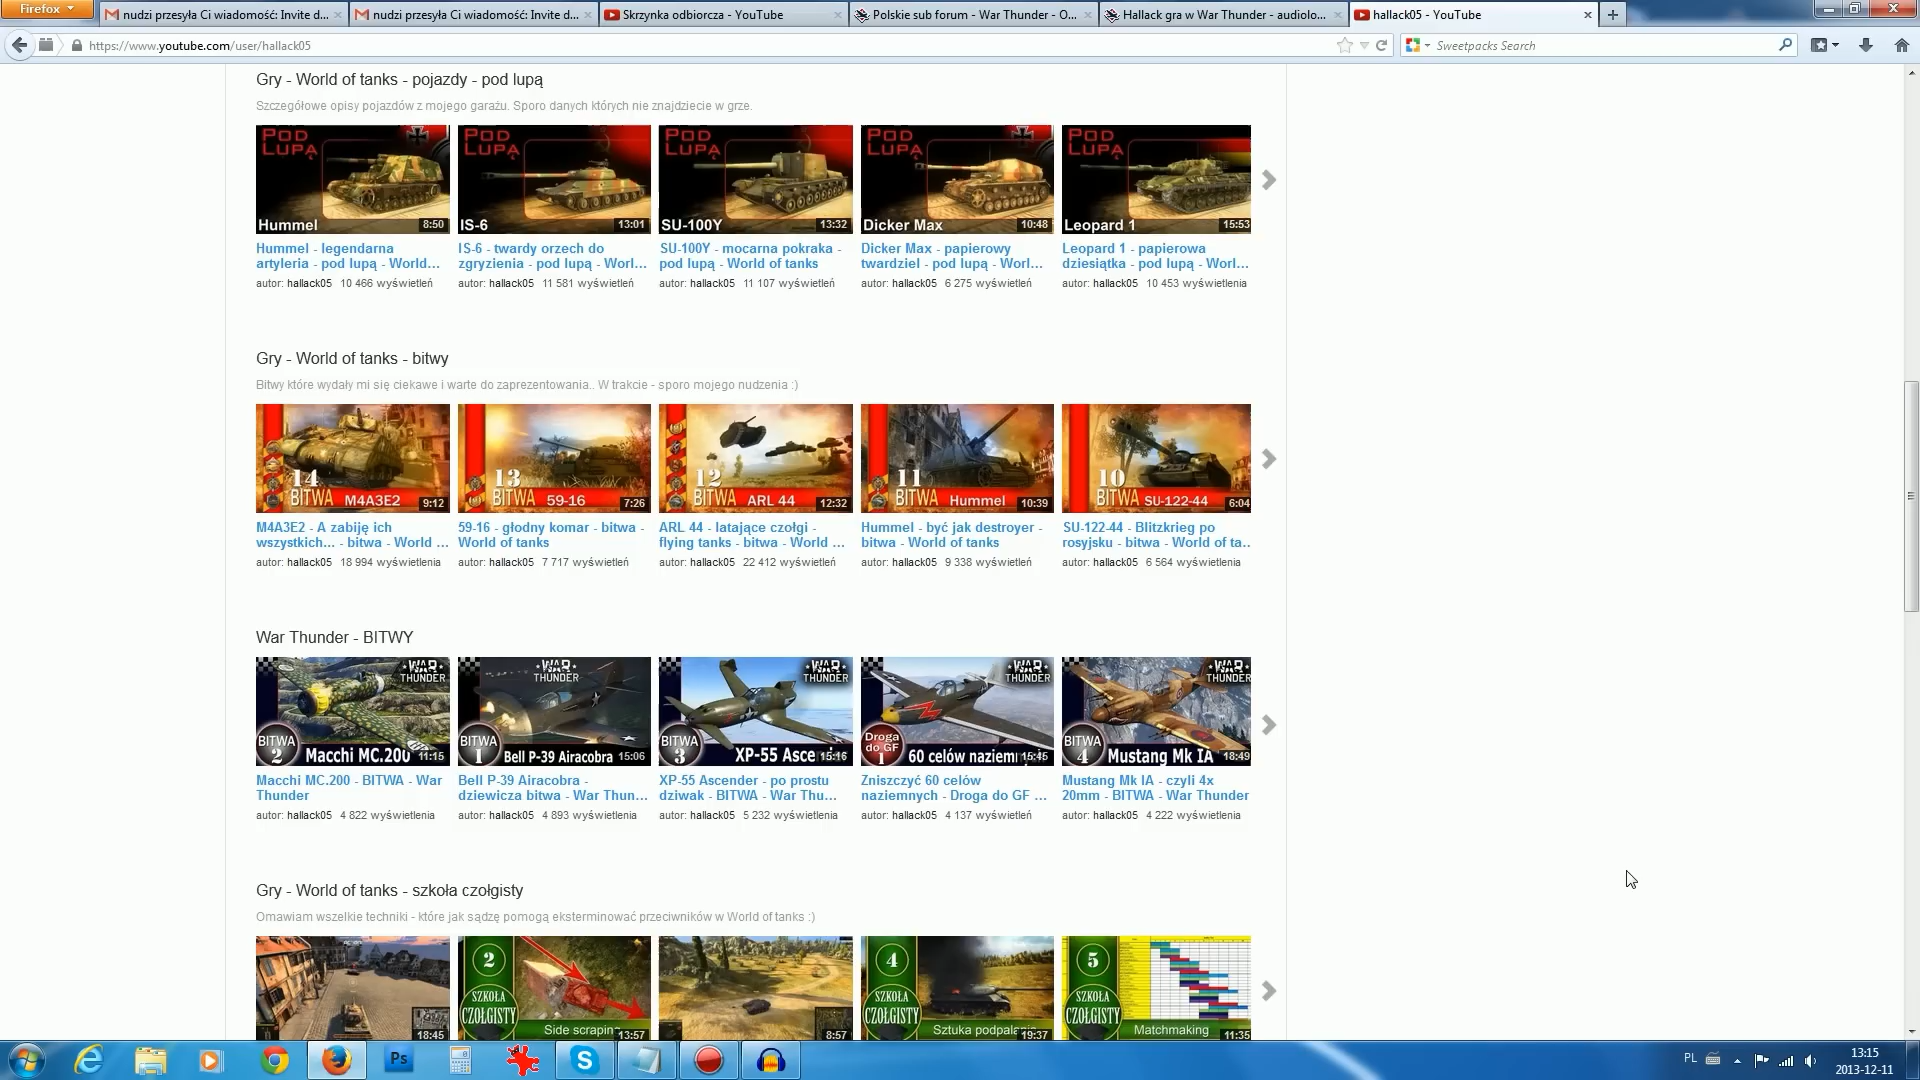 Firefox
nudzi przesyła Ci wiadomość: Invite d...
nudzi przesyła Ci wiadomość: Invite d...
Skrzynka odbiorcza - YouTube
Polskie sub forum - War Thunder - O...
Hallack gra w War Thunder - audiolo...
hallack05 - YouTube
https://www.youtube.com/user/hallack05
Sweetpacks Search
Gry - World of tanks - pojazdy - pod lupą
Szczegółowe opisy pojazdów z mojego garażu. Sporo danych których nie znajdziecie w grze.
POD LUPĄ Hummel 8:50
POD LUPĄ IS-6 13:01
POD LUPĄ SU-100Y 13:32
POD LUPĄ Dicker Max 10:48
POD LUPĄ Leopard 1 15:53
Hummel - legendarna
artyleria - pod lupą - World...
autor: hallack05 10 466 wyświetleń
IS-6 - twardy orzech do
zgryzienia - pod lupą - Worl...
autor: hallack05 11 581 wyświetleń
SU-100Y - mocarna pokraka -
pod lupą - World of tanks
autor: hallack05 11 107 wyświetleń
Dicker Max - papierowy
twardziel - pod lupą - Worl...
autor: hallack05 6 275 wyświetleń
Leopard 1 - papierowa
dziesiątka - pod lupą - Worl...
autor: hallack05 10 453 wyświetlenia
Gry - World of tanks - bitwy
Bitwy które wydały mi się ciekawe i warte do zaprezentowania.. W trakcie - sporo mojego nudzenia :)
14 BITWA M4A3E2 9:12
13 BITWA 59-16 7:26
12 BITWA ARL 44 12:32
11 BITWA Hummel 10:39
10 BITWA SU-122-44 6:04
M4A3E2 - A zabiję ich
wszystkich... - bitwa - World ...
autor: hallack05 18 994 wyświetlenia
59-16 - głodny komar - bitwa -
World of tanks
autor: hallack05 7 717 wyświetleń
ARL 44 - latające czołgi -
flying tanks - bitwa - World ...
autor: hallack05 22 412 wyświetleń
Hummel - być jak destroyer -
bitwa - World of tanks
autor: hallack05 9 338 wyświetleń
SU-122-44 - Blitzkrieg po
rosyjsku - bitwa - World of ta..
autor: hallack05 6 564 wyświetlenia
War Thunder - BITWY
WAR THUNDER BITWA 2 Macchi MC.200 11:15
WAR THUNDER BITWA 1 Bell P-39 Airacobra 15:06
WAR THUNDER BITWA 3 XP-55 Asce 15:16
WAR THUNDER Droga do GF 1 60 celów naziem 15:45
WAR THUNDER BITWA 4 Mustang Mk IA 18:49
Macchi MC.200 - BITWA - War
Thunder
autor: hallack05 4 822 wyświetlenia
Bell P-39 Airacobra -
dziewicza bitwa - War Thun...
autor: hallack05 4 893 wyświetlenia
XP-55 Ascender - po prostu
dziwak - BITWA - War Thu...
autor: hallack05 5 232 wyświetlenia
Zniszczyć 60 celów
naziemnych - Droga do GF ...
autor: hallack05 4 137 wyświetleń
Mustang Mk IA - czyli 4x
20mm - BITWA - War Thunder
autor: hallack05 4 222 wyświetlenia
Gry - World of tanks - szkoła czołgisty
Omawiam wszelkie techniki - które jak sądzę pomogą eksterminować przeciwników w World of tanks :)
18:45
2 SZKOŁA CZOŁGISTY Side scraping 13:57
8:57
4 SZKOŁA CZOŁGISTY Sztuka podpalania 19:37
5 SZKOŁA CZOŁGISTY Matchmaking 11:35
Ps
PL
13:15
2013-12-11